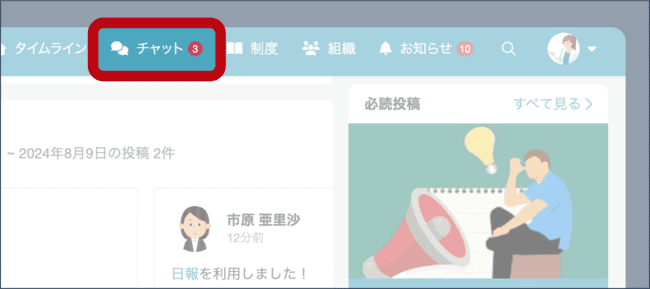 タイムライン チャット 3 制度 組織 お知らせ 10
必読投稿 すべて見る
~ 2024年8月9日の投稿 2件
市原 亜里沙
12分前
日報を利用しました！